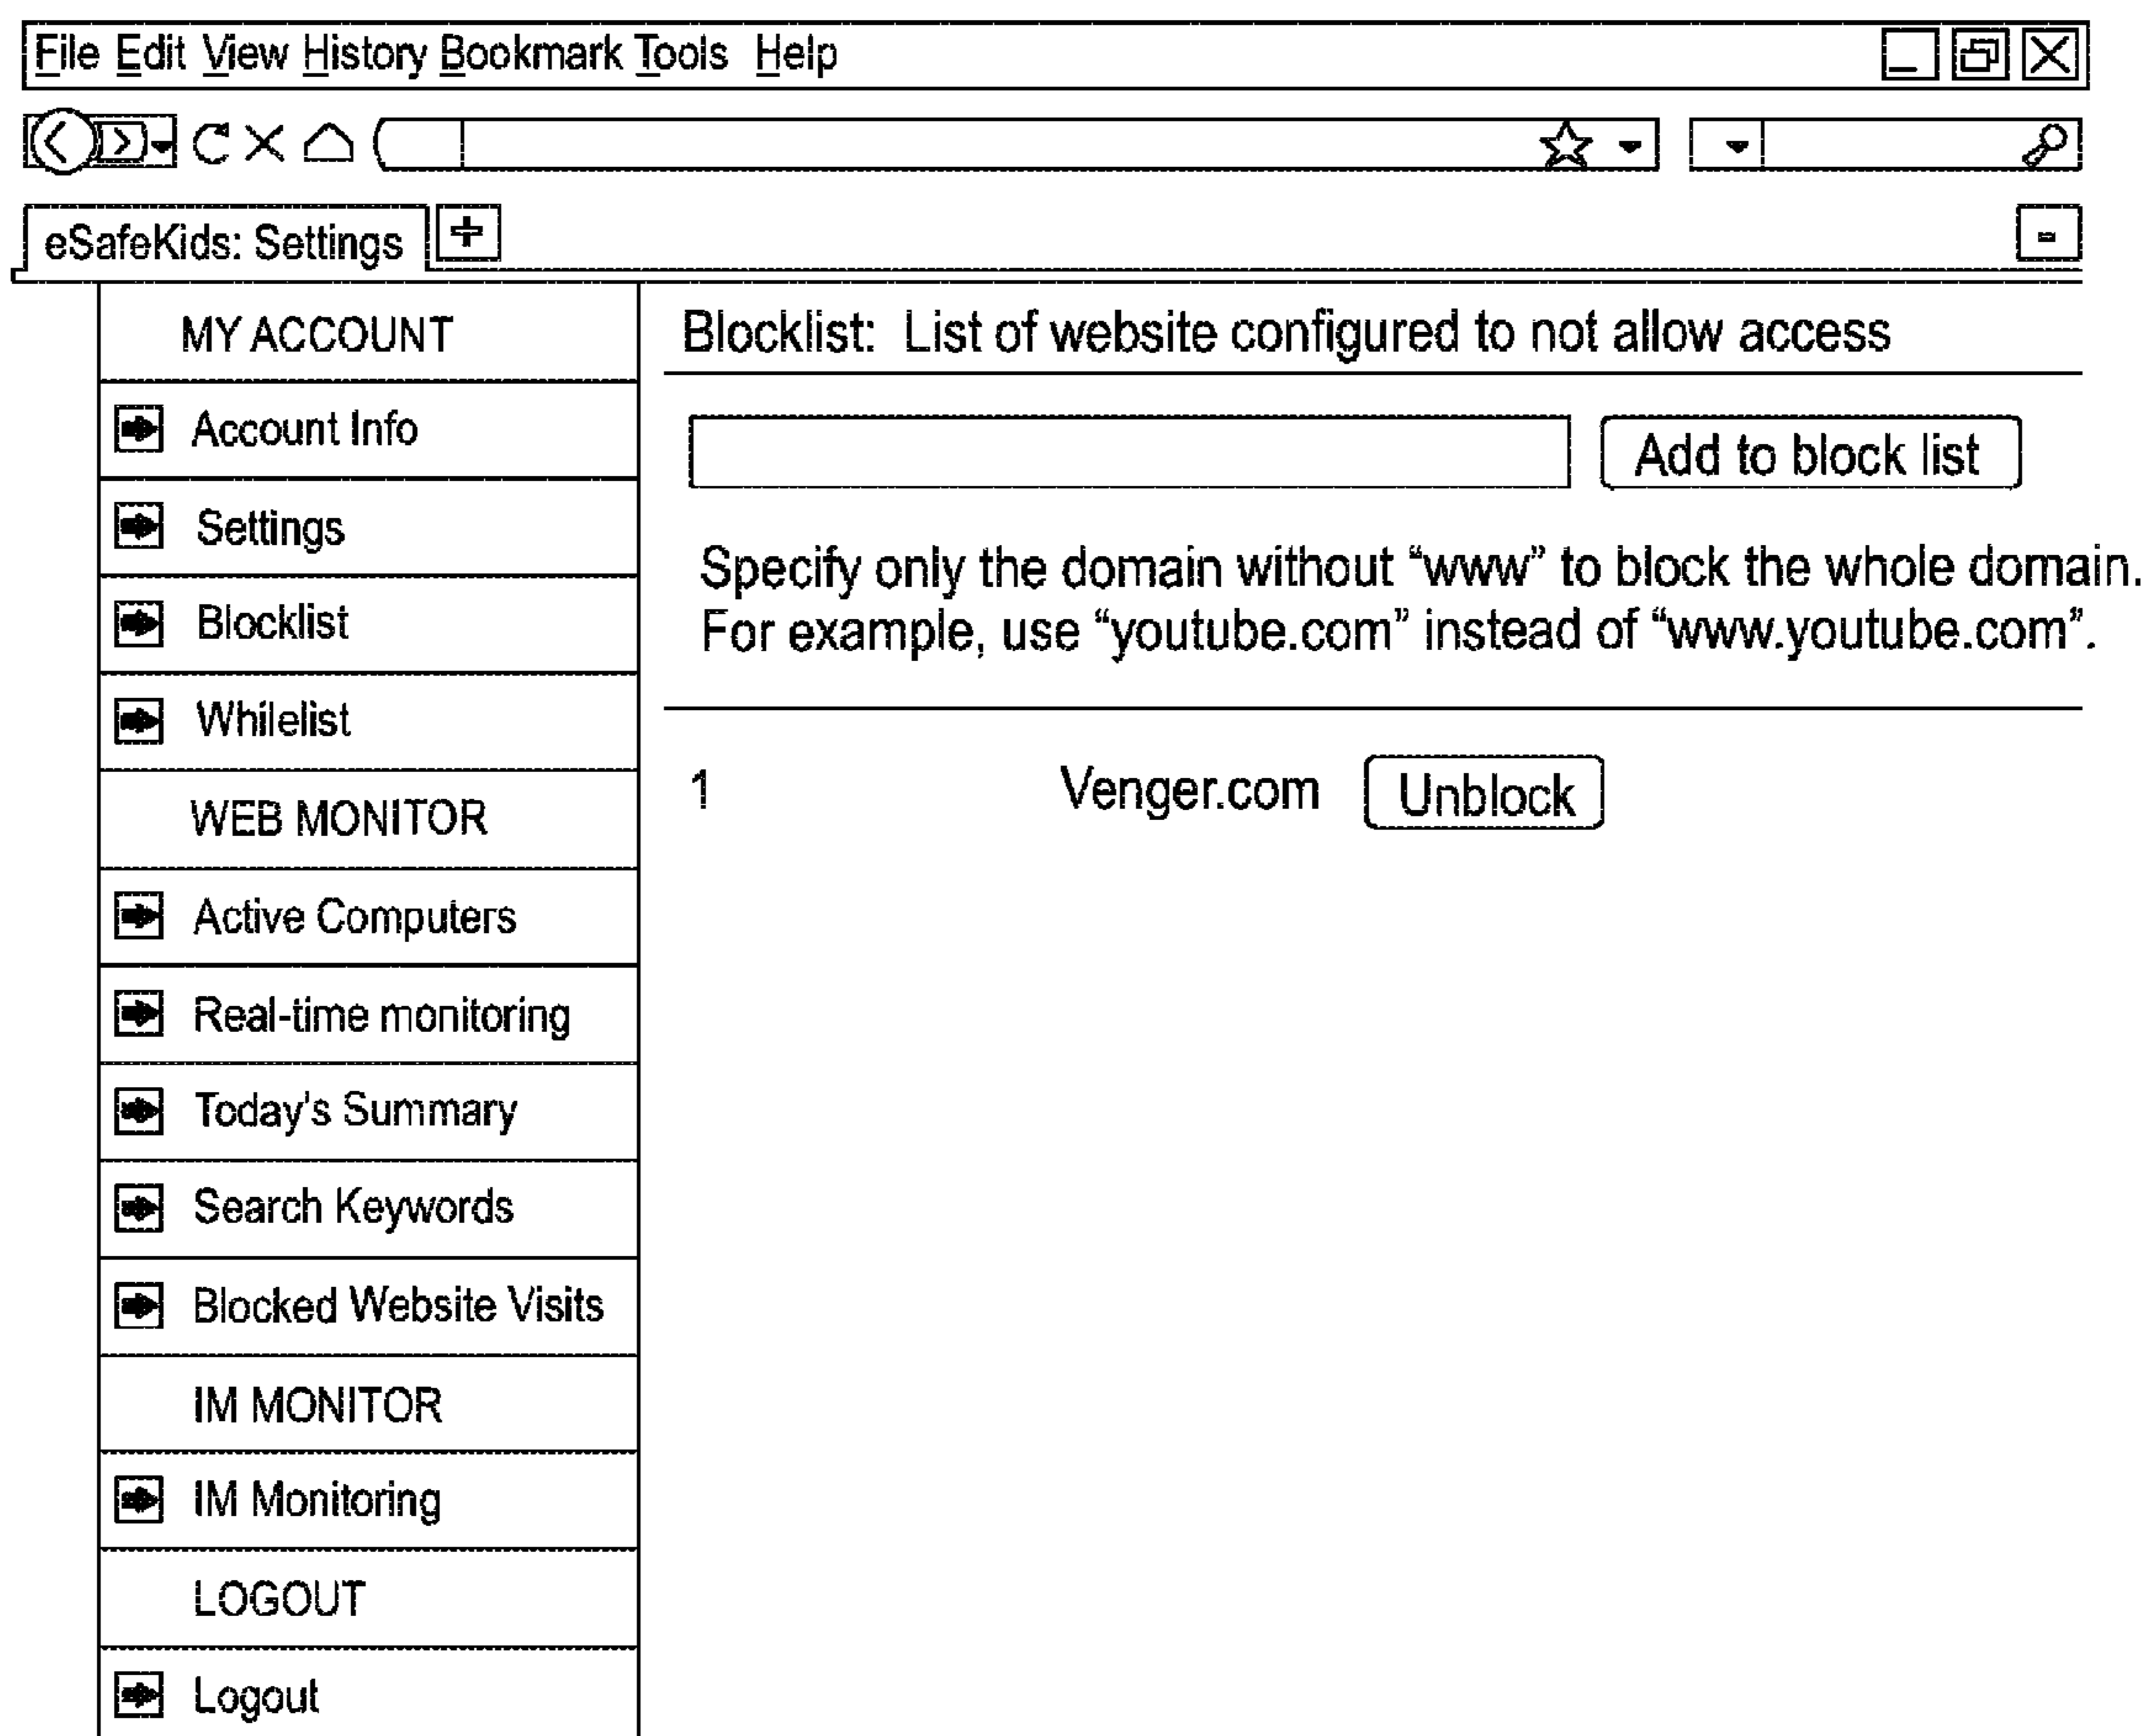 File Edit View History Bookmark Tools Help
eSafeKids: Settings
MY ACCOUNT
Account Info
Settings
Blocklist
Whilelist
WEB MONITOR
Active Computers
Real-time monitoring
Today's Summary
Search Keywords
Blocked Website Visits
IM MONITOR
IM Monitoring
LOGOUT
Logout
Blocklist: List of website configured to not allow access
Add to block list
Specify only the domain without “www” to block the whole domain.
For example, use “youtube.com” instead of “www.youtube.com”.
1 Venger.com Unblock